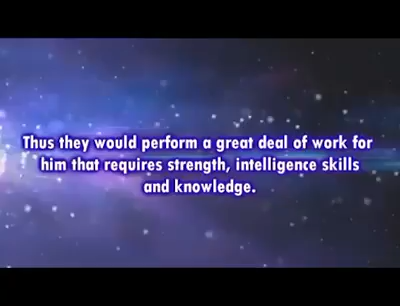 Thus they would perform a great deal of work for
him that requires strength, intelligence skills
and knowledge.